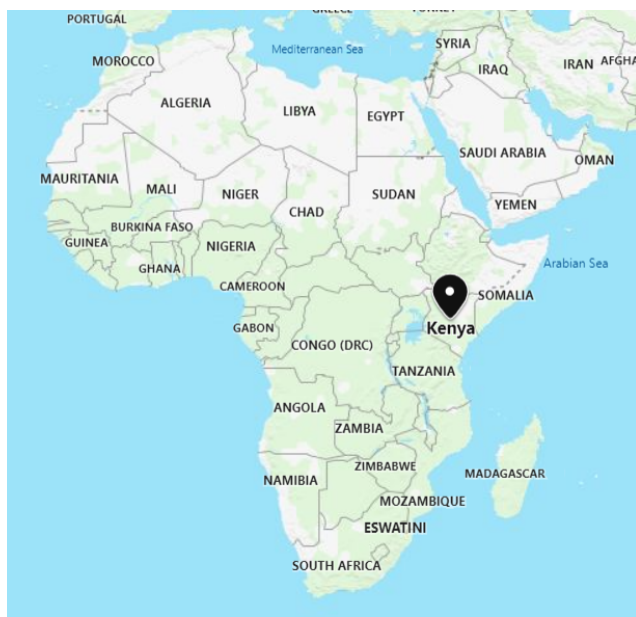 PORTUGAL
GREECE
Mediterranean Sea
SYRIA
MOROCCO
IRAQ
IRAN
AFGHA
ALGERIA
LIBYA
EGYPT
SAUDI ARABIA
OMAN
MAURITANIA
MALI
NIGER
CHAD
SUDAN
YEMEN
BURKINA FASO
GUINEA
NIGERIA
GHANA
Arabian Sea
CAMEROON
SOMALIA
GABON
Kenya
CONGO (DRC)
TANZANIA
ANGOLA
ZAMBIA
ZIMBABWE
NAMIBIA
MADAGASCAR
MOZAMBIQUE
ESWATINI
SOUTH AFRICA